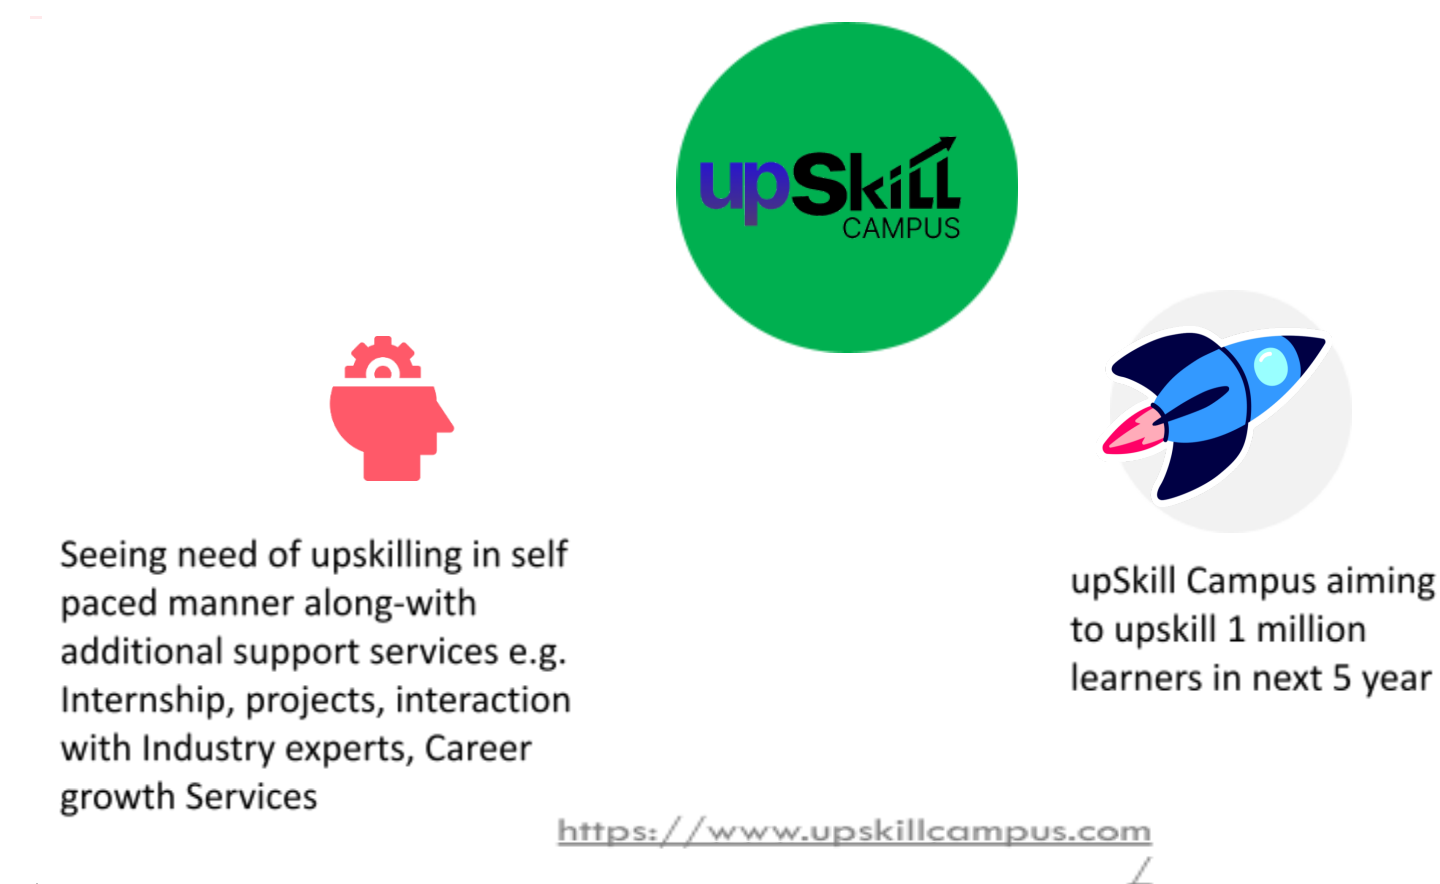 upSkill
CAMPUS
Seeing need of upskilling in self
paced manner along-with
additional support services e.g.
Internship, projects, interaction
with Industry experts, Career
growth Services
upSkill Campus aiming
to upskill 1 million
learners in next 5 year
https://www.upskillcampus.com
/